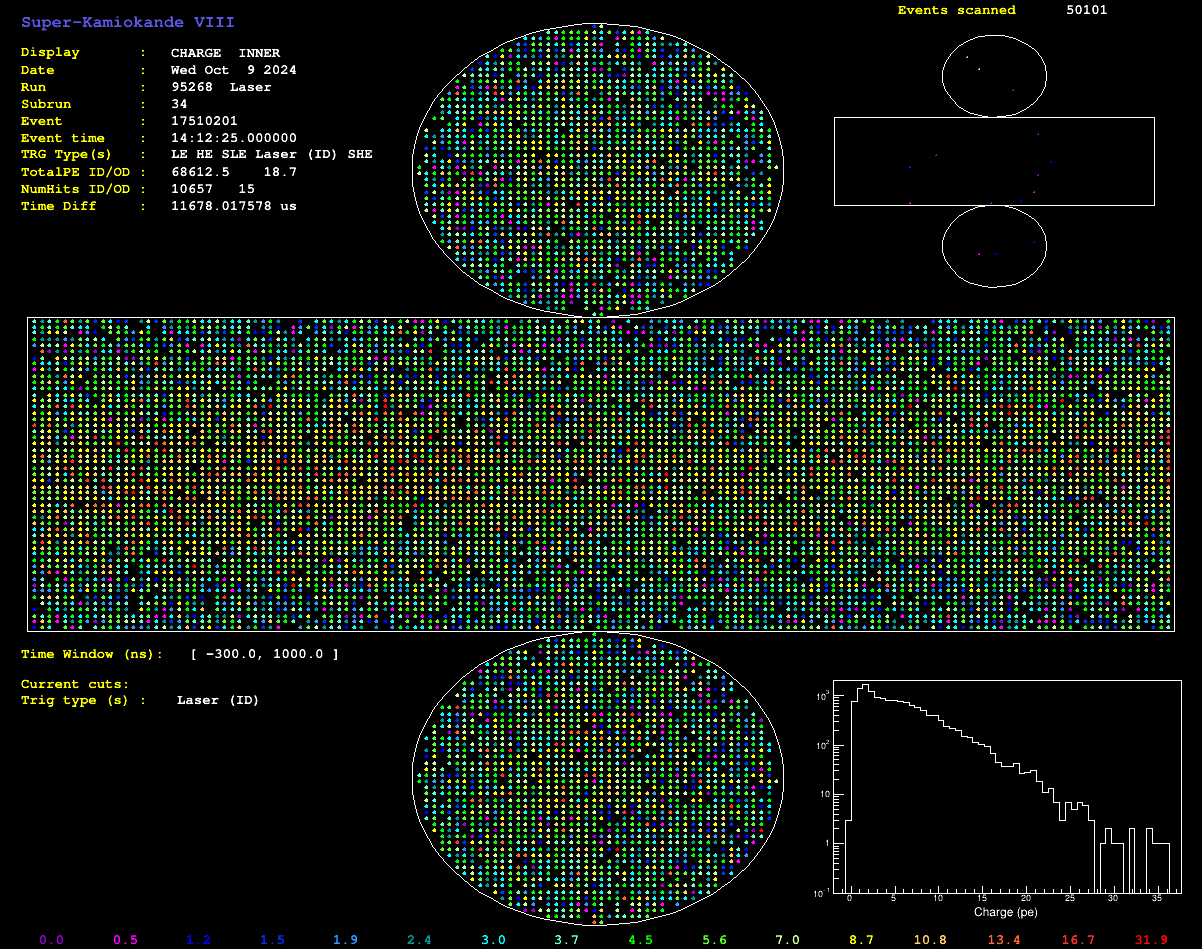 Super-Kamiokande VIII
Events scanned 50101
Display : CHARGE INNER
Date : Wed Oct 9 2024
Run : 95268 Laser
Subrun : 34
Event : 17510201
Event time : 14:12:25.000000
TRG Type(s) : LE HE SLE Laser (ID) SHE
TotalPE ID/OD : 68612.5 18.7
NumHits ID/OD : 10657 15
Time Diff : 11678.017578 us
Time Window (ns): [ -300.0, 1000.0 ]
Current cuts:
Trig type (s) : Laser (ID)
10^3
10^2
10
1
10^-1
0 5 10 15 20 25 30 35
Charge (pe)
0.0 0.5 1.2 1.5 1.9 2.4 3.0 3.7 4.5 5.6 7.0 8.7 10.8 13.4 16.7 31.9